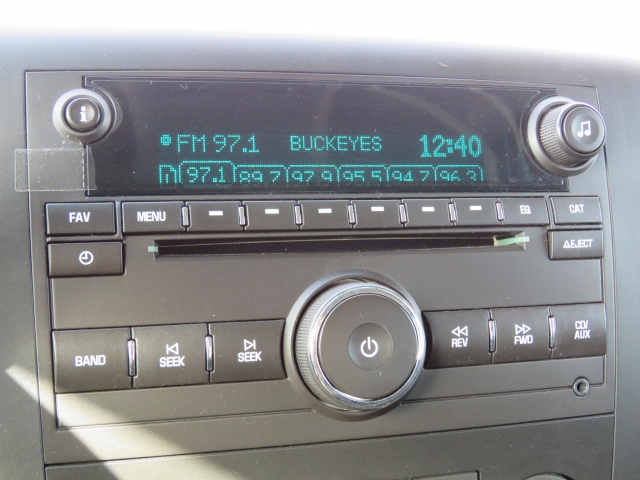 i
FM 97.1 BUCKEYES 12:40
97.1 89.7 97.9 95.5 94.7 96.3
FAV MENU EQ CAT
EJECT
BAND SEEK SEEK REV FWD CD/
AUX